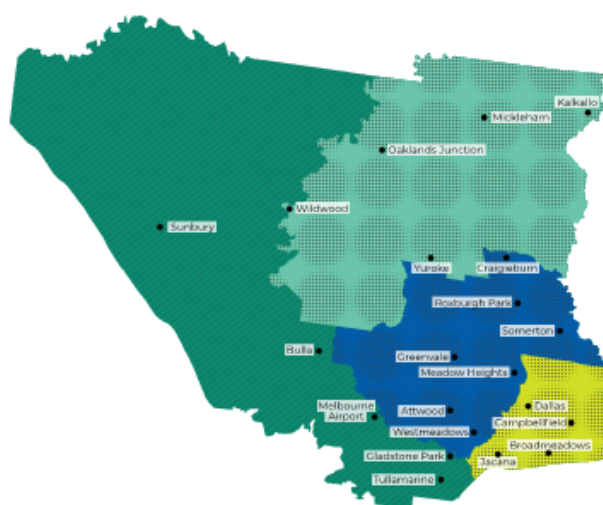 Kalkallo
Mickleham
Oaklands Junction
Wildwood
Sunbury
Yuroke
Craigieburn
Roxburgh Park
Somerton
Bulla
Greenvale
Meadow Heights
Melbourne
Airport
Attwood
Dallas
Campbellfield
Westmeadows
Broadmeadows
Gladstone Park
Jacana
Tullamarine